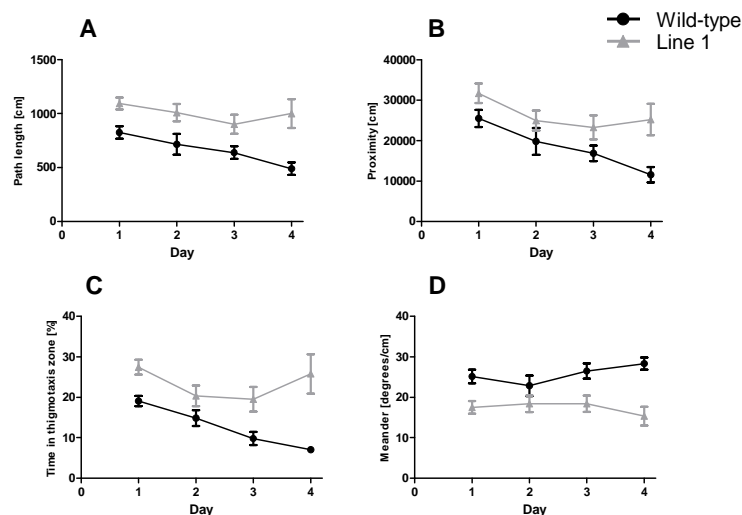 Wild-type
Line 1
A
1500
1000
500
0
Path length [cm]
0 1 2 3 4
Day
B
40000
30000
20000
10000
0
Proximity [cm]
0 1 2 3 4
Day
C
40
30
20
10
0
Time in thigmotaxis zone [%]
0 1 2 3 4
Day
D
40
30
20
10
0
Meander [degrees/cm]
0 1 2 3 4
Day